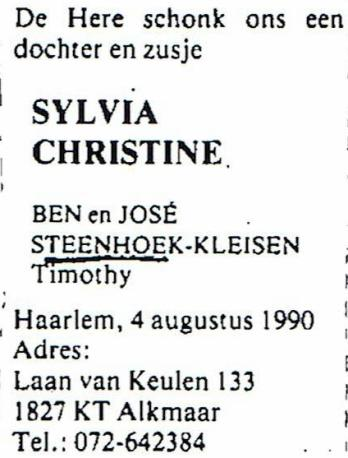 De Here schonk ons een
dochter en zusje
SYLVIA
CHRISTINE
BEN en JOSÉ
STEENHOEK-KLEISEN
Timothy
Haarlem, 4 augustus 1990
Adres:
Laan van Keulen 133
1827 KT Alkmaar
Tel.: 072-642384